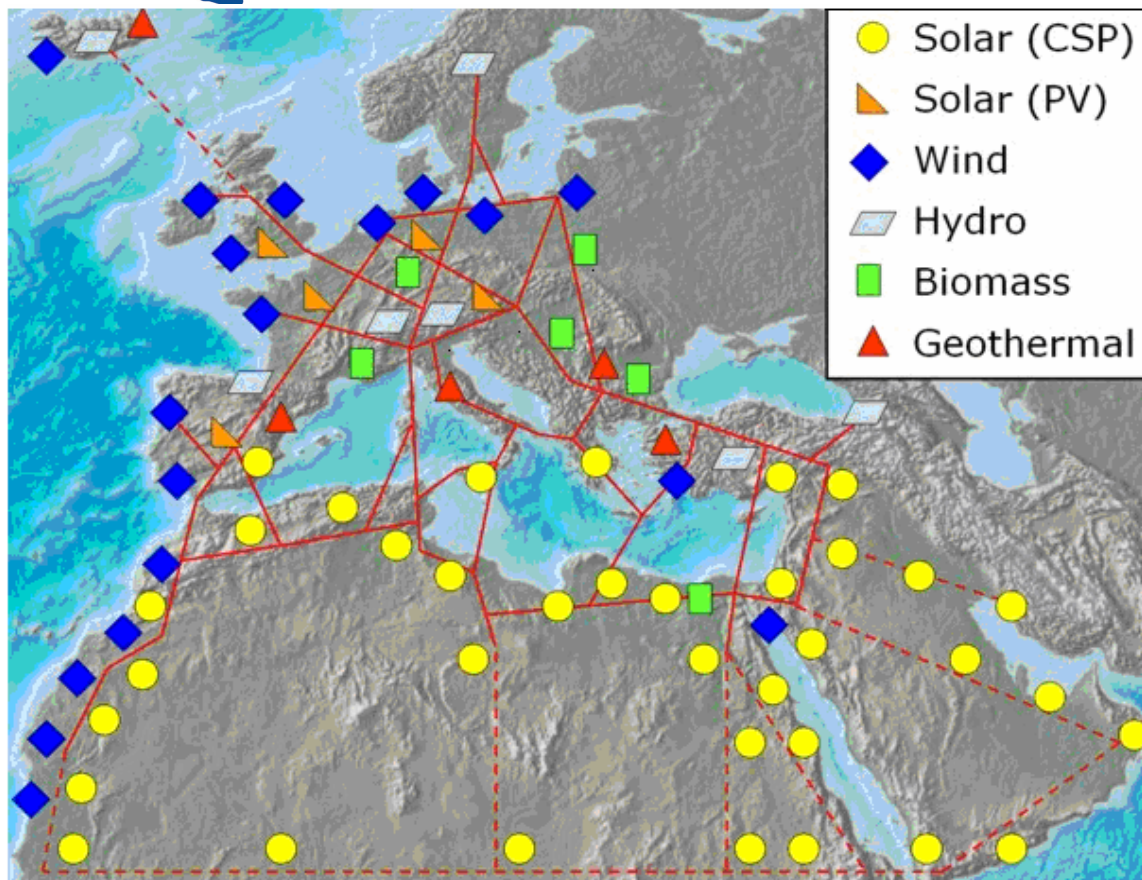 Solar (CSP)
Solar (PV)
Wind
Hydro
Biomass
Geothermal